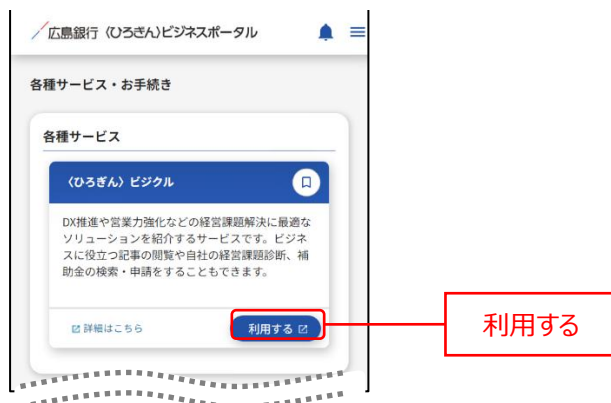 広島銀行〈ひろぎん〉ビジネスポータル
各種サービス・お手続き
各種サービス
〈ひろぎん〉ビジクル
DX推進や営業力強化などの経営課題解決に最適な
ソリューションを紹介するサービスです。ビジネ
スに役立つ記事の閲覧や自社の経営課題診断、補
助金の検索・申請をすることもできます。
詳細はこちら
利用する
利用する